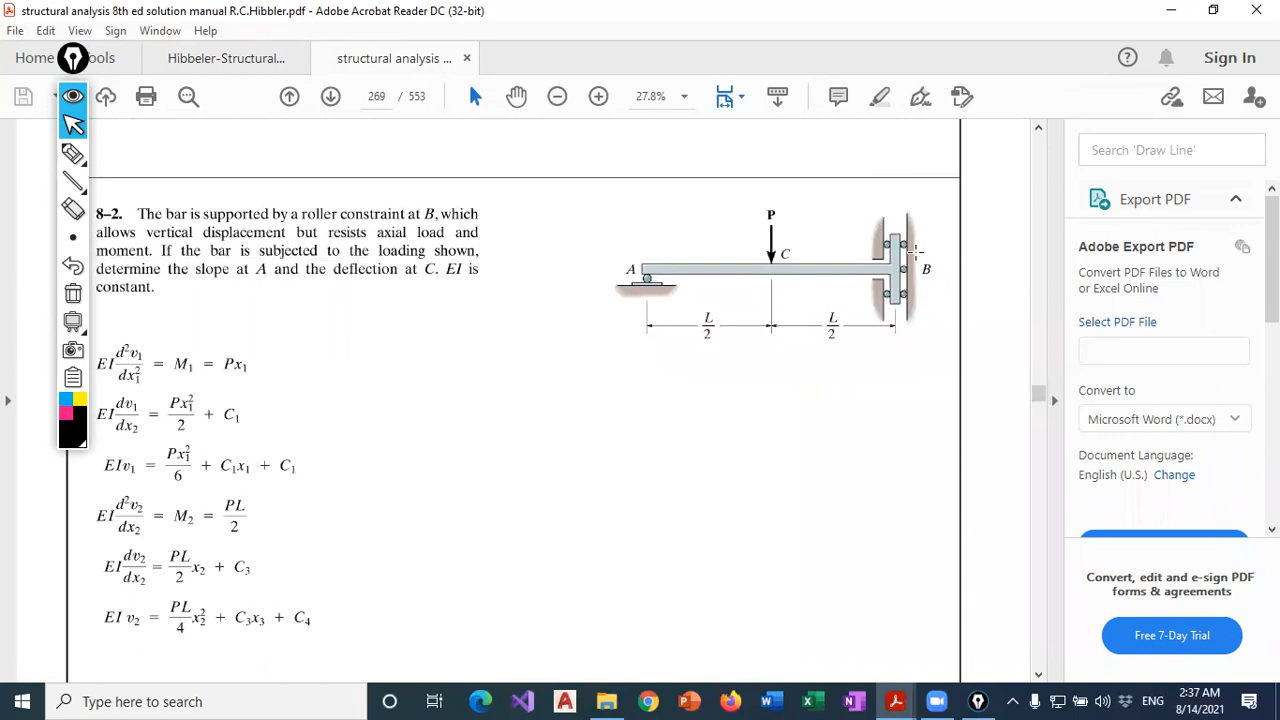 structural analysis 8th ed solution manual R.C.Hibbler.pdf - Adobe Acrobat Reader DC (32-bit)
File Edit View Sign Window Help
Home Tools Hibbeler-Structural... structural analysis ... × Sign In
269 / 553 27.8%
8–2. The bar is supported by a roller constraint at B, which
allows vertical displacement but resists axial load and
moment. If the bar is subjected to the loading shown,
determine the slope at A and the deflection at C. EI is
constant.
P
C
A
B
L/2 L/2
EI d²v₁/dx₁² = M₁ = Px₁
EI dv₁/dx₂ = Px₁²/2 + C₁
EIv₁ = Px₁²/6 + C₁x₁ + C₁
EI d²v₂/dx₂ = M₂ = PL/2
EI dv₂/dx₂ = PL/2 x₂ + C₃
EI v₂ = PL/4 x₂² + C₃x₃ + C₄
Search 'Draw Line'
Export PDF
Adobe Export PDF
Convert PDF Files to Word
or Excel Online
Select PDF File
Convert to
Microsoft Word (*.docx)
Document Language:
English (U.S.) Change
Convert, edit and e-sign PDF
forms & agreements
Free 7-Day Trial
Type here to search
ENG
2:37 AM
8/14/2021